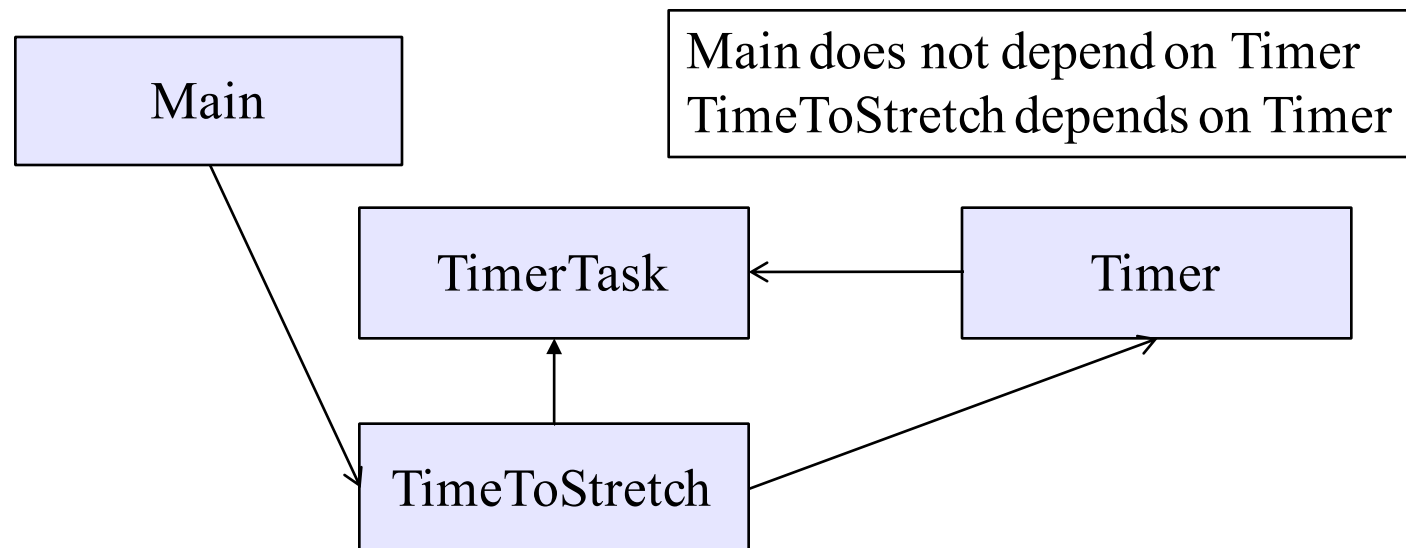 Main
Main does not depend on Timer
TimeToStretch depends on Timer
TimerTask
Timer
TimeToStretch